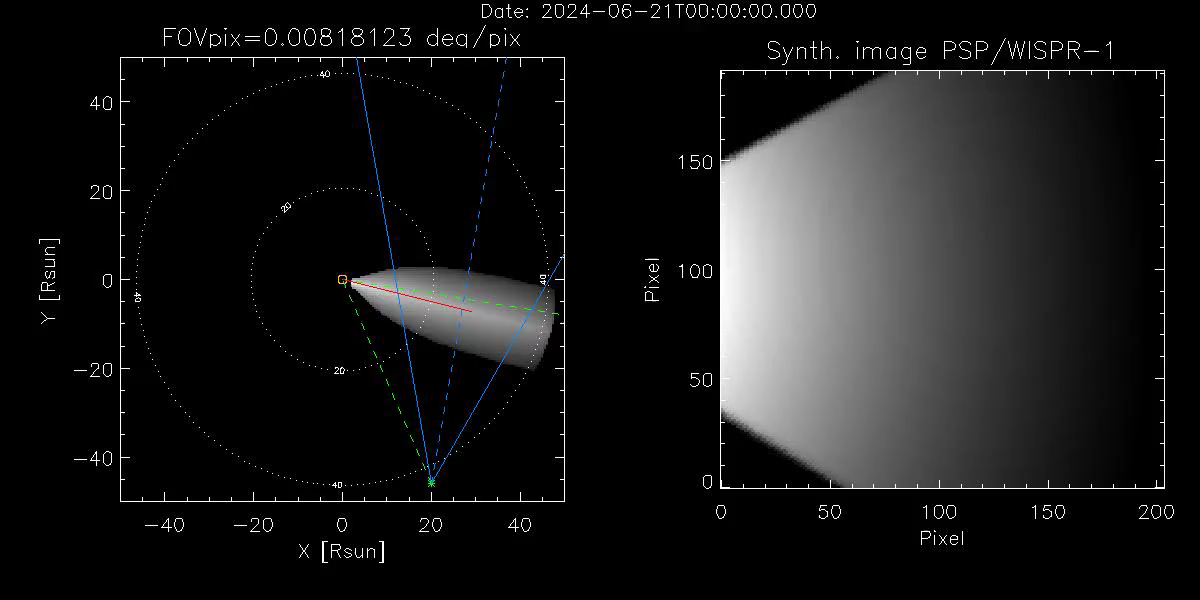 Date: 2024-06-21T00:00:00.000
FOVpix=0.00818123 deg/pix
40
20
0
-20
-40
Y [Rsun]
40
20
40
40
20
40
-40 -20 0 20 40
X [Rsun]
Synth. image PSP/WISPR-1
150
100
50
0
Pixel
0 50 100 150 200
Pixel